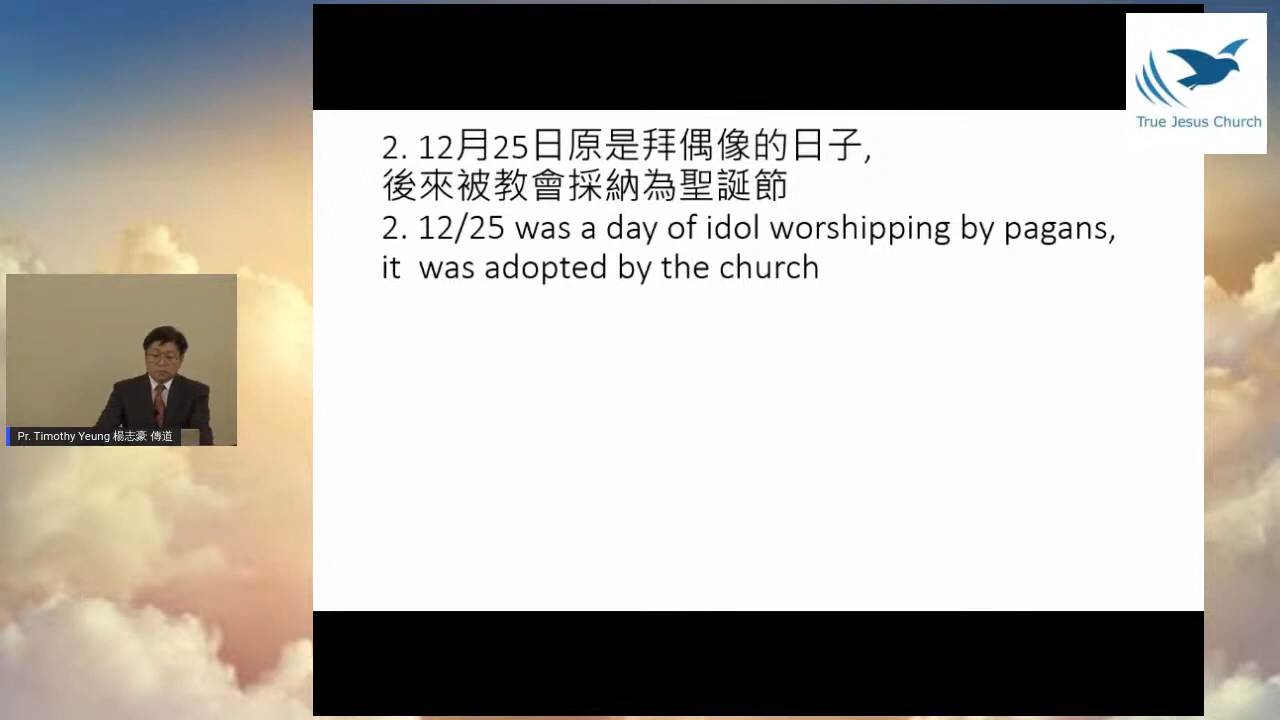 True Jesus Church
2. 12月25日原是拜偶像的日子,
後來被教會採納為聖誕節
2. 12/25 was a day of idol worshipping by pagans,
it was adopted by the church
Pr. Timothy Yeung 楊志豪 傳道